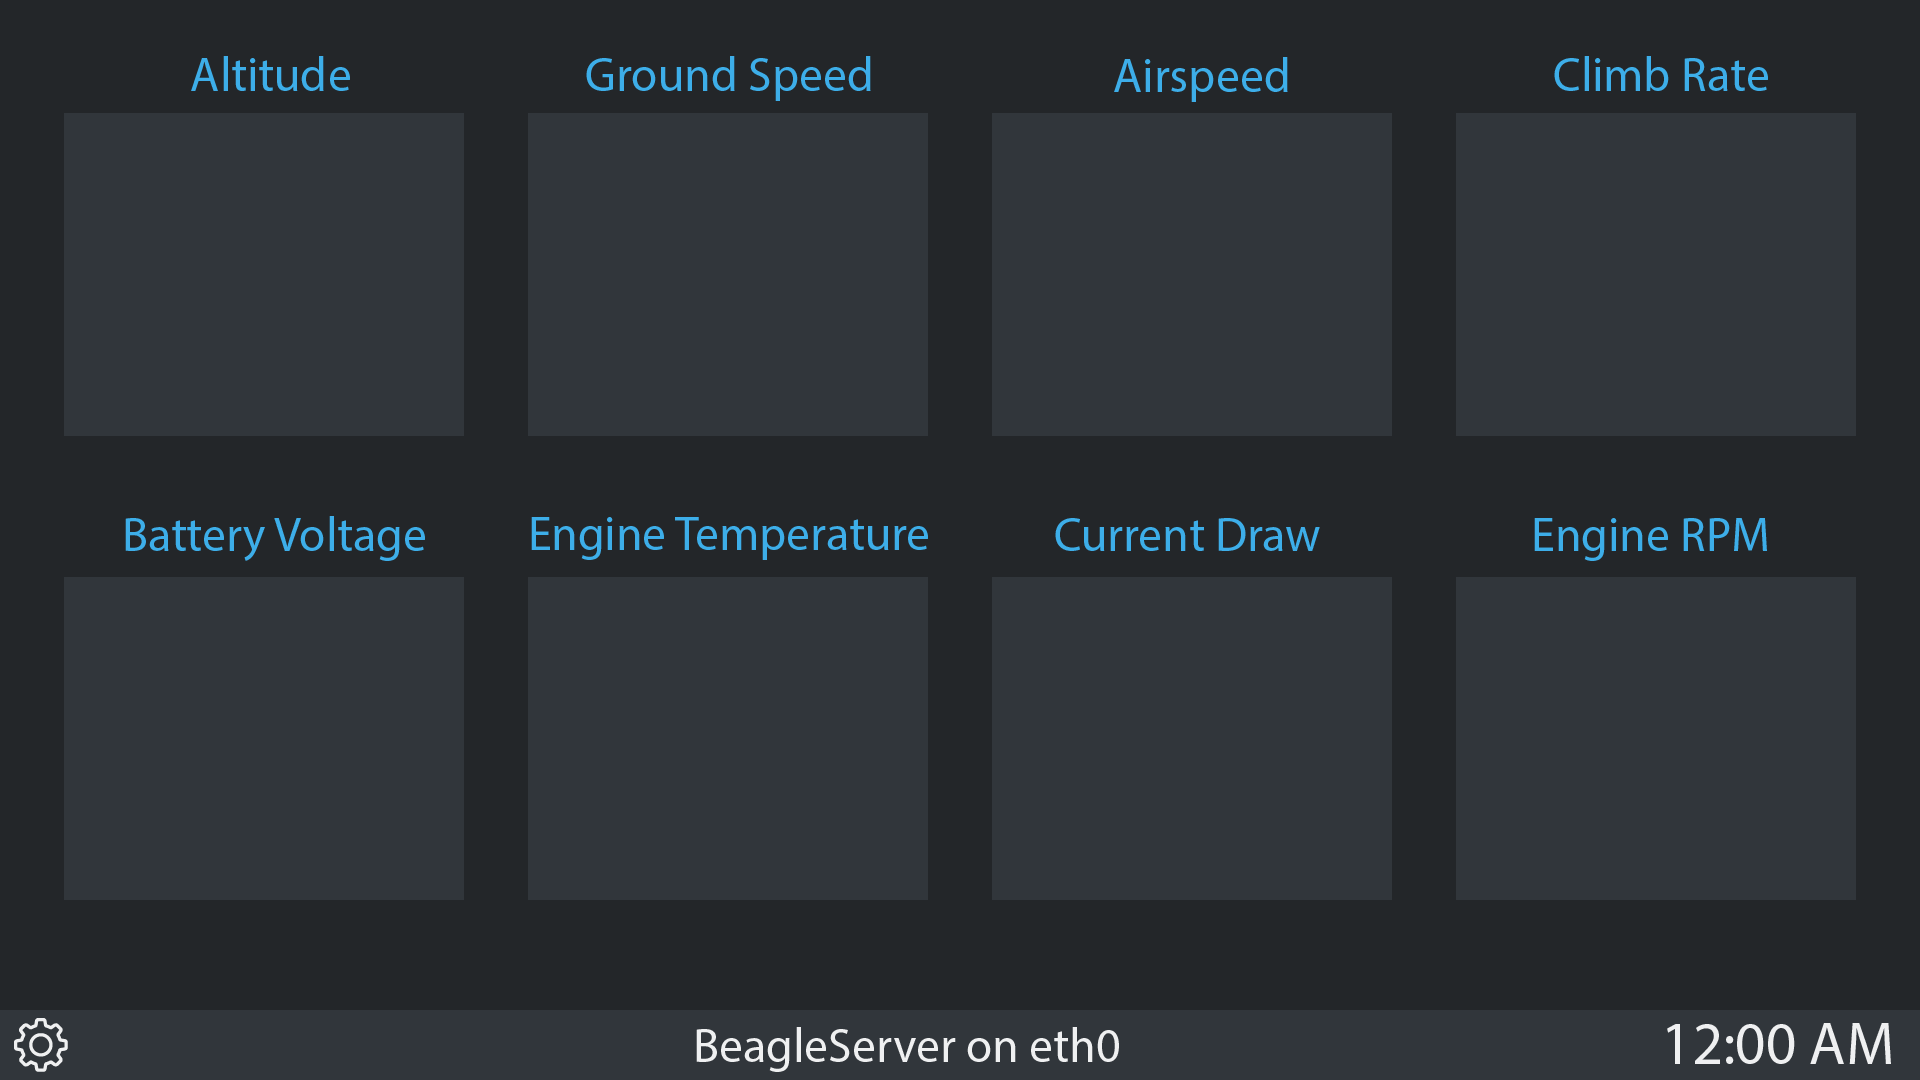 Altitude
Ground Speed
Airspeed
Climb Rate
Battery Voltage
Engine Temperature
Current Draw
Engine RPM
BeagleServer on eth0
12:00 AM